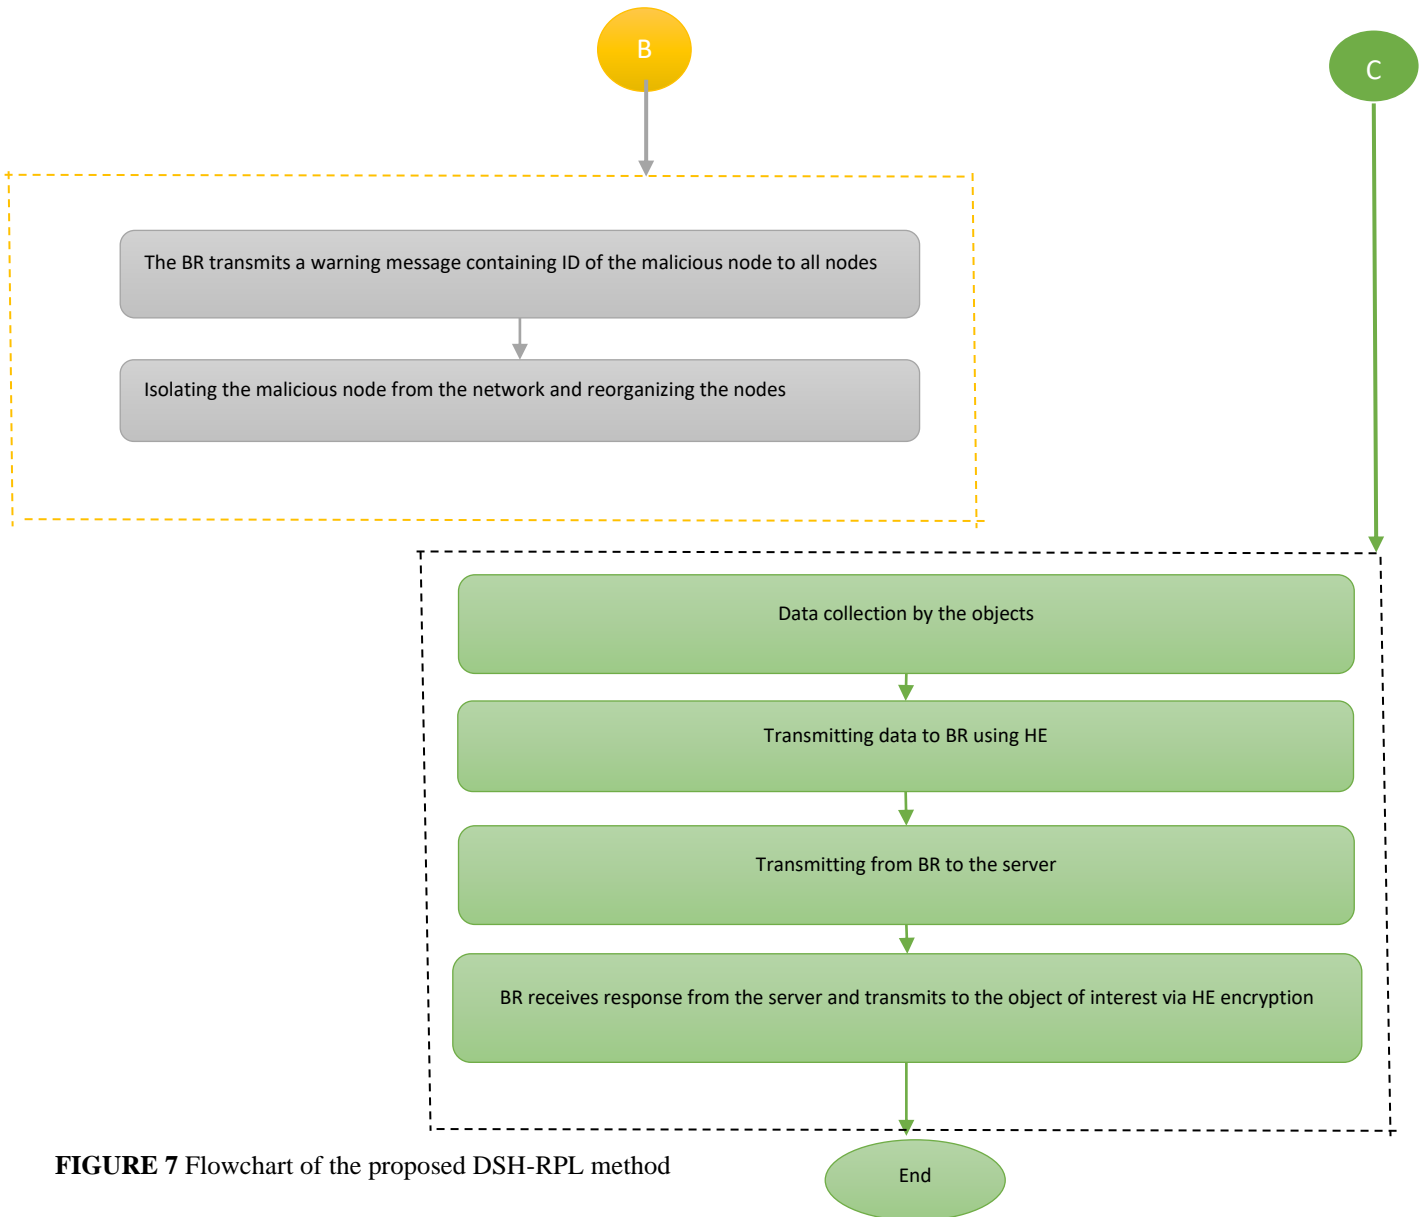 B
C
The BR transmits a warning message containing ID of the malicious node to all nodes
Isolating the malicious node from the network and reorganizing the nodes
Data collection by the objects
Transmitting data to BR using HE
Transmitting from BR to the server
BR receives response from the server and transmits to the object of interest via HE encryption
End
FIGURE 7 Flowchart of the proposed DSH-RPL method